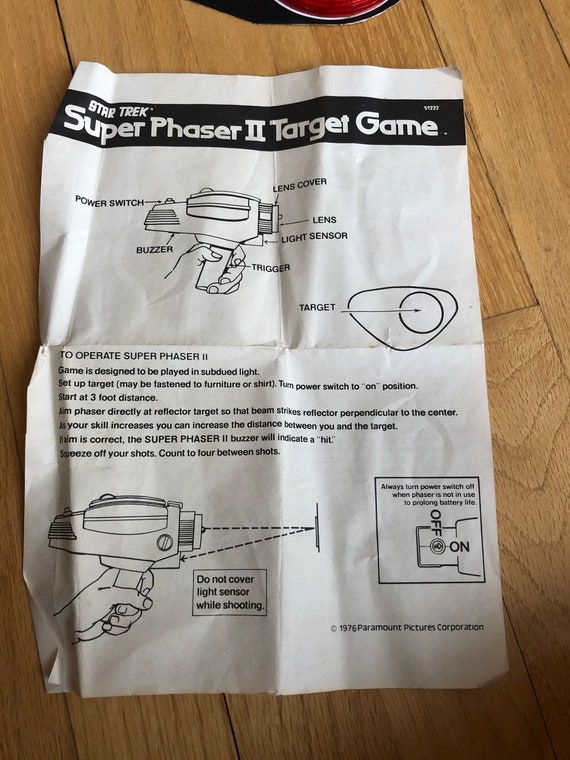 STAR TREK™
51222
Super Phaser II Target Game™
LENS COVER
POWER SWITCH
LENS
LIGHT SENSOR
BUZZER
TRIGGER
TARGET
TO OPERATE SUPER PHASER II
Game is designed to be played in subdued light.
Set up target (may be fastened to furniture or shirt). Turn power switch to "on" position.
Start at 3 foot distance.
Aim phaser directly at reflector target so that beam strikes reflector perpendicular to the center.
As your skill increases you can increase the distance between you and the target.
If aim is correct, the SUPER PHASER II buzzer will indicate a "hit."
Squeeze off your shots. Count to four between shots.
Always turn power switch off
when phaser is not in use
to prolong battery life.
OFF
ON
Do not cover
light sensor
while shooting.
© 1976 Paramount Pictures Corporation